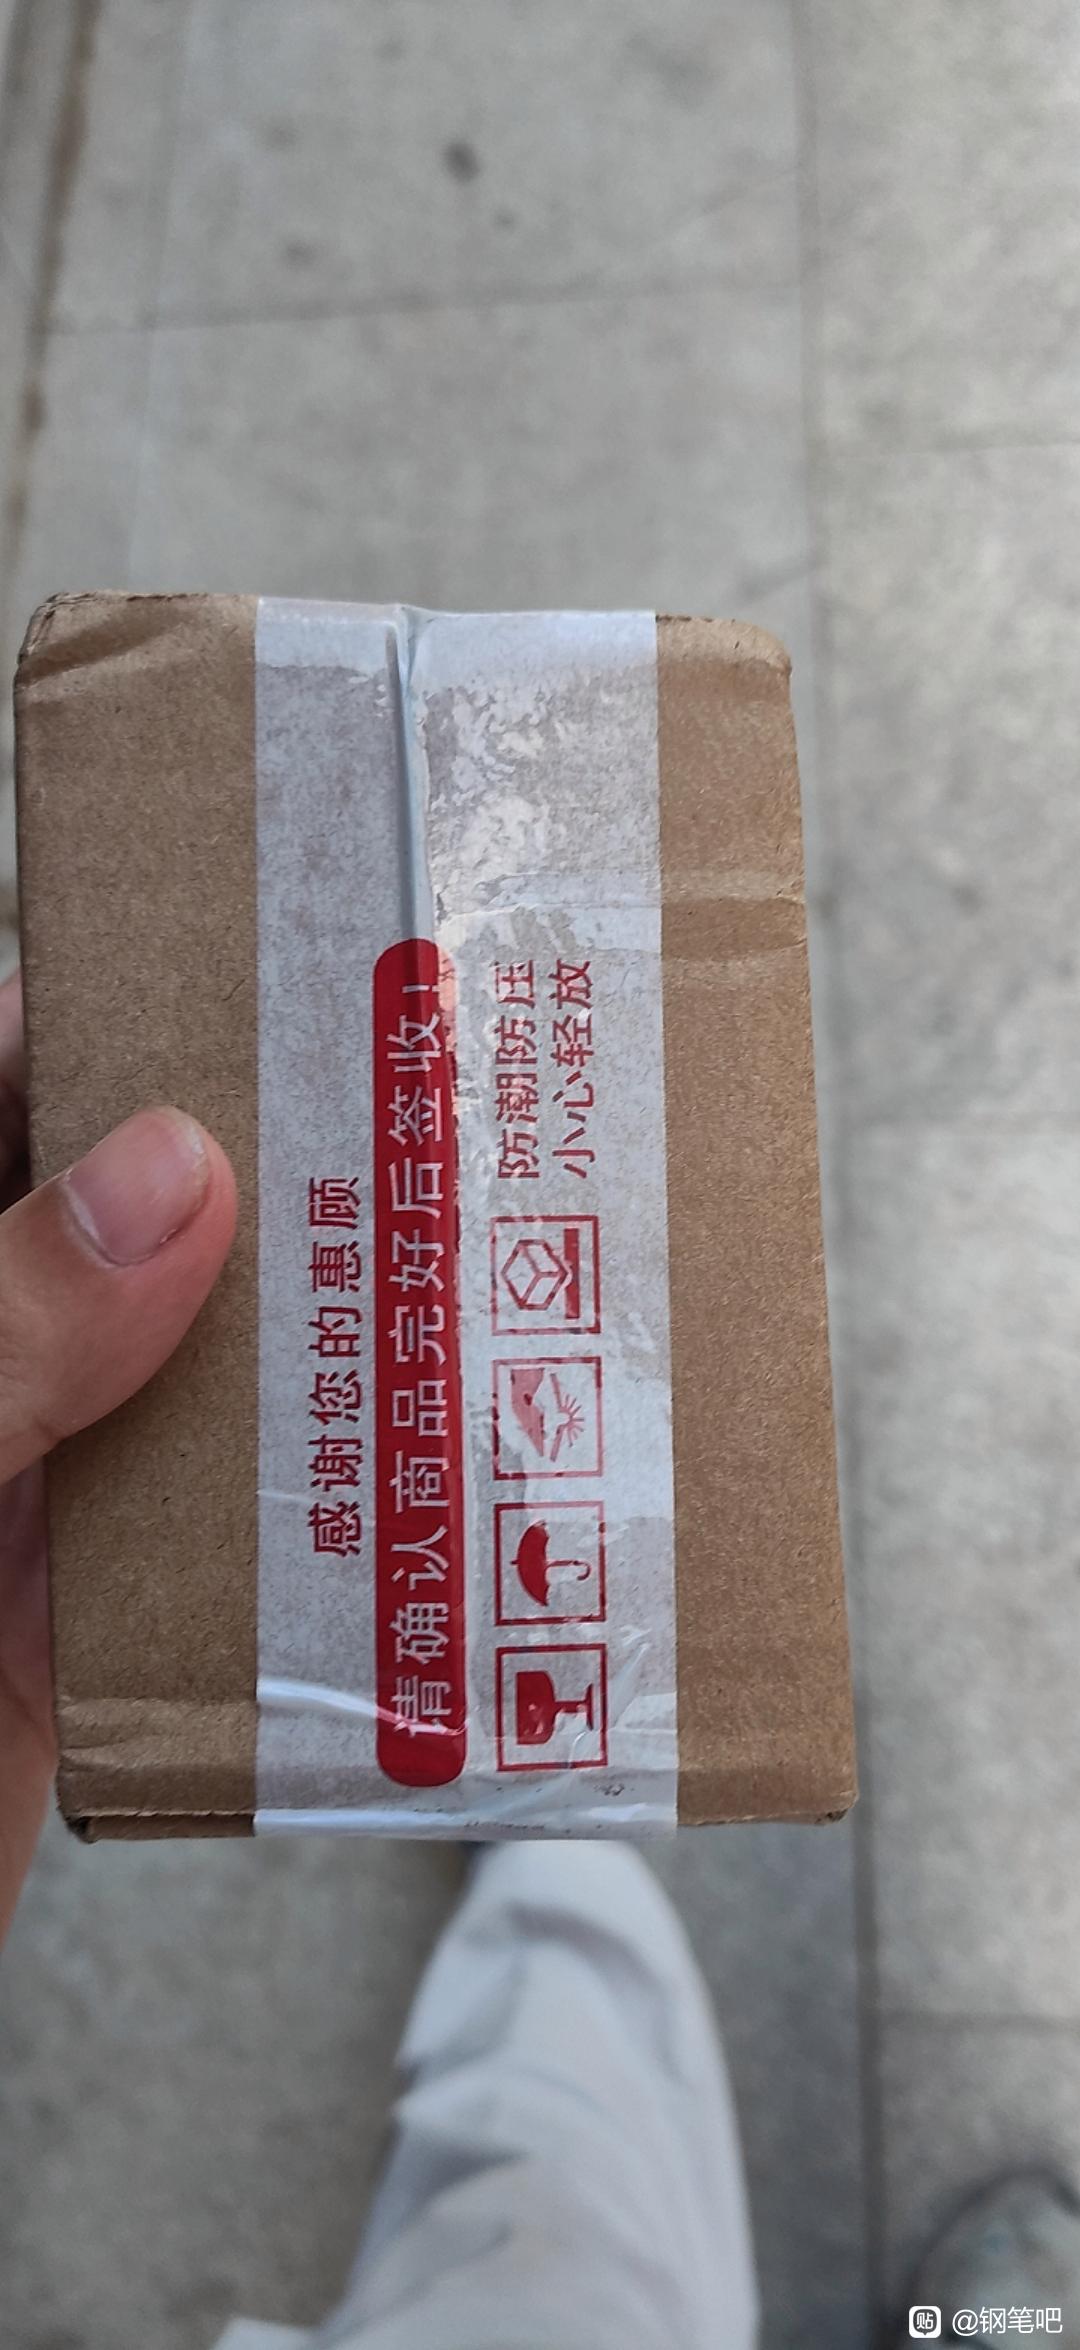 感谢您的惠顾
请确认商品完好后签收！
防潮防压
小心轻放
贴 @钢笔吧